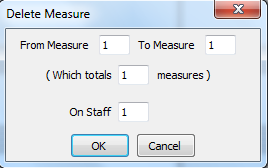 Delete Measure
From Measure 1 To Measure 1
( Which totals 1 measures )
On Staff 1
OK Cancel